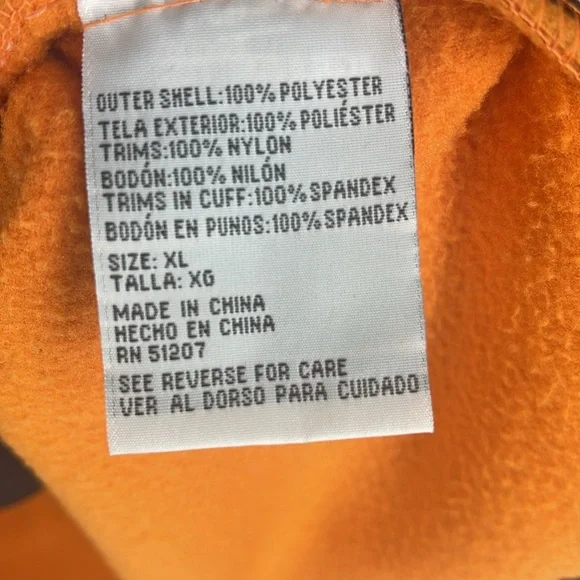 OUTER SHELL:100% POLYESTER
TELA EXTERIOR:100% POLIÉSTER
TRIMS:100% NYLON
BODÓN:100% NILÓN
TRIMS IN CUFF:100% SPANDEX
BODÓN EN PUNOS:100% SPANDEX
SIZE: XL
TALLA: XG
MADE IN CHINA
HECHO EN CHINA
RN 51207
SEE REVERSE FOR CARE
VER AL DORSO PARA CUIDADO